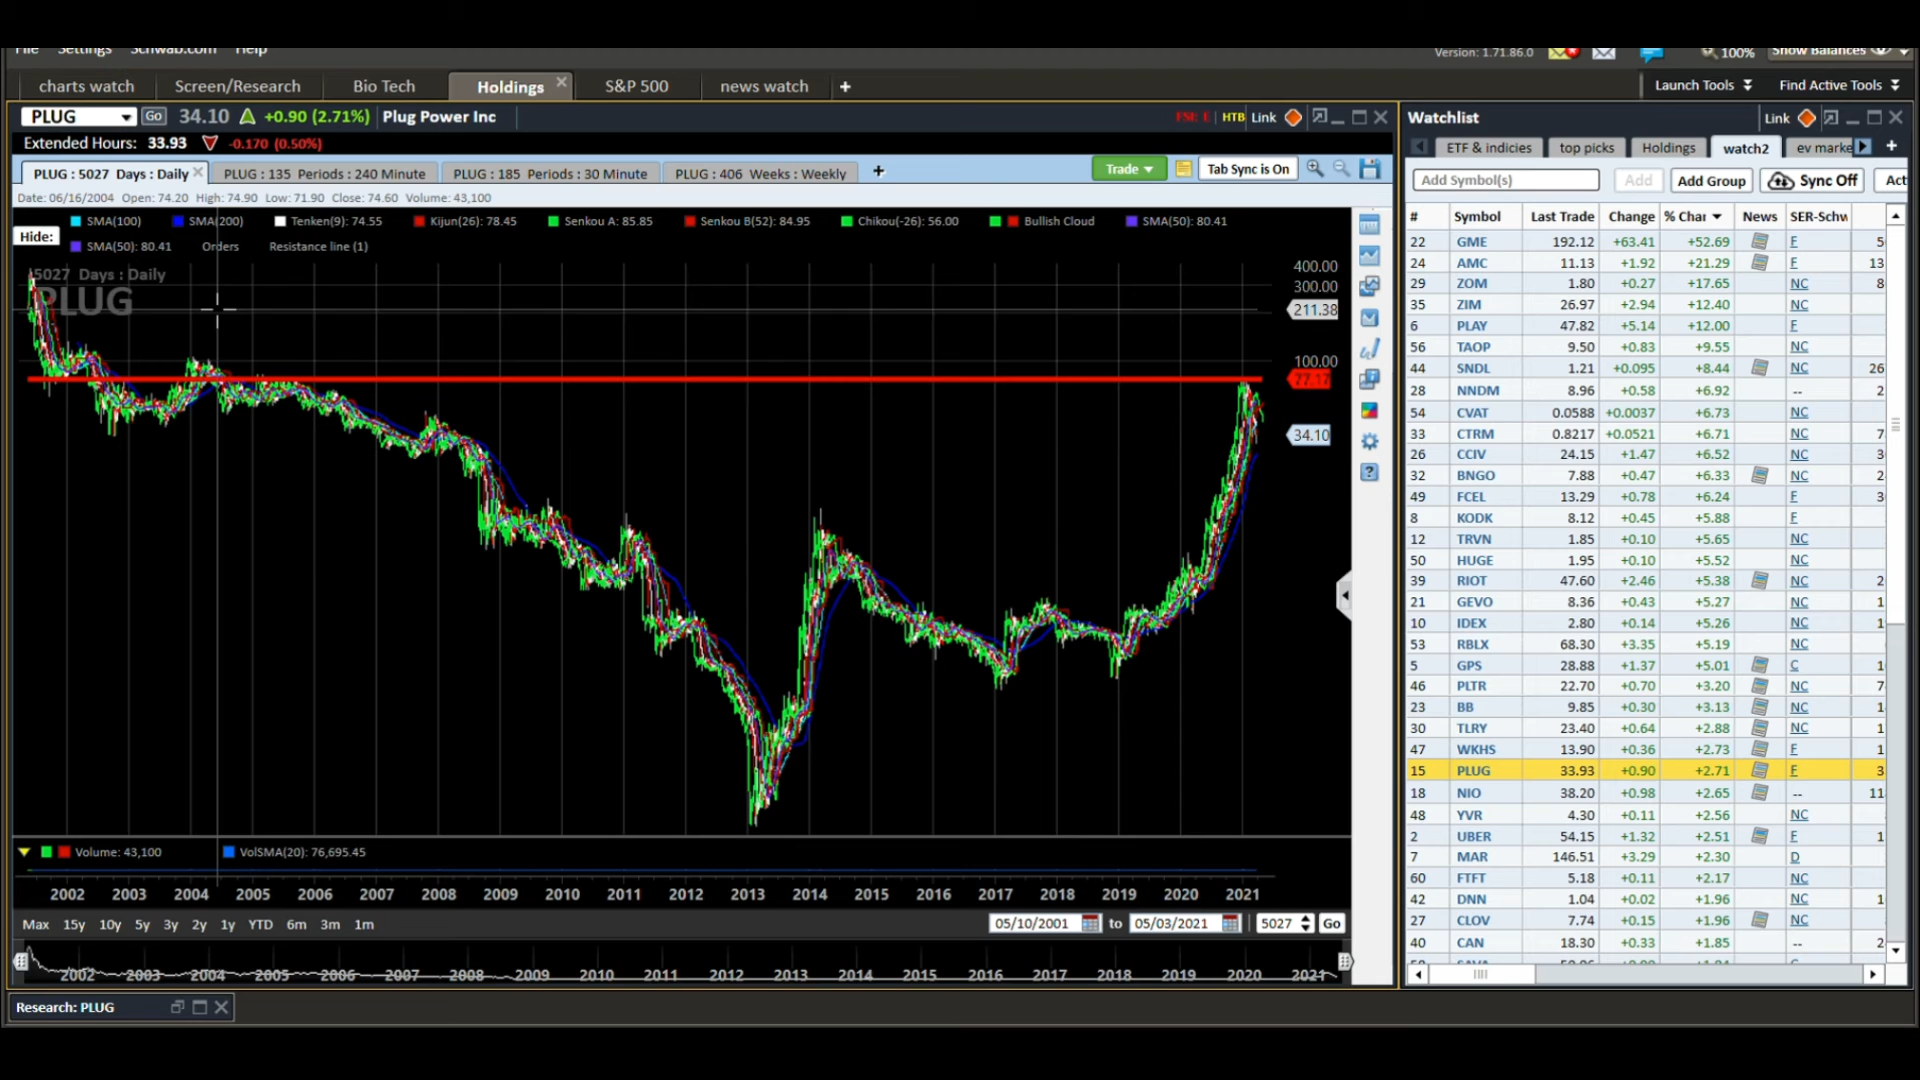 File Settings Schwab.com Help Version: 1.71.86.0 100% Show Balances
charts watch Screen/Research Bio Tech Holdings S&P 500 news watch + Launch Tools Find Active Tools
PLUG Go 34.10 +0.90 (2.71%) Plug Power Inc HTB Link
Extended Hours: 33.93 -0.170 (0.50%)
PLUG : 5027 Days : Daily PLUG : 135 Periods : 240 Minute PLUG : 185 Periods : 30 Minute PLUG : 406 Weeks : Weekly + Trade Tab Sync is On
Date: 06/16/2004 Open: 74.20 High: 74.90 Low: 71.90 Close: 74.60 Volume: 43,100
SMA(100) SMA(200) Tenken(9): 74.55 Kijun(26): 78.45 Senkou A: 85.85 Senkou B(52): 84.95 Chikou(-26): 56.00 Bullish Cloud SMA(50): 80.41
Hide:
SMA(50): 80.41 Orders Resistance line (1)
5027 Days : Daily
PLUG
400.00
300.00
211.38
100.00
77.17
34.10
Volume: 43,100 VolSMA(20): 76,695.45
2002 2003 2004 2005 2006 2007 2008 2009 2010 2011 2012 2013 2014 2015 2016 2017 2018 2019 2020 2021
Max 15y 10y 5y 3y 2y 1y YTD 6m 3m 1m 05/10/2001 to 05/03/2021 5027 Go
2002 2003 2004 2005 2006 2007 2008 2009 2010 2011 2012 2013 2014 2015 2016 2017 2018 2019 2020 2021
Research: PLUG
Watchlist Link
ETF & indicies top picks Holdings watch2 ev marke +
Add Symbol(s) Add Add Group Sync Off Act
# Symbol Last Trade Change % Chai News SER-Schw
22 GME 192.12 +63.41 +52.69 F 5
24 AMC 11.13 +1.92 +21.29 F 13
29 ZOM 1.80 +0.27 +17.65 NC 8
35 ZIM 26.97 +2.94 +12.40 NC
6 PLAY 47.82 +5.14 +12.00 F
56 TAOP 9.50 +0.83 +9.55 NC
44 SNDL 1.21 +0.095 +8.44 NC 26
28 NNDM 8.96 +0.58 +6.92 -- 2
54 CVAT 0.0588 +0.0037 +6.73 NC
33 CTRM 0.8217 +0.0521 +6.71 NC 7
26 CCIV 24.15 +1.47 +6.52 NC 3
32 BNGO 7.88 +0.47 +6.33 NC 2
49 FCEL 13.29 +0.78 +6.24 F 3
8 KODK 8.12 +0.45 +5.88 F
12 TRVN 1.85 +0.10 +5.65 NC
50 HUGE 1.95 +0.10 +5.52 NC
39 RIOT 47.60 +2.46 +5.38 NC 2
21 GEVO 8.36 +0.43 +5.27 NC 1
10 IDEX 2.80 +0.14 +5.26 NC 1
53 RBLX 68.30 +3.35 +5.19 NC
5 GPS 28.88 +1.37 +5.01 C 1
46 PLTR 22.70 +0.70 +3.20 NC 7
23 BB 9.85 +0.30 +3.13 NC 1
30 TLRY 23.40 +0.64 +2.88 NC 1
47 WKHS 13.90 +0.36 +2.73 F 1
15 PLUG 33.93 +0.90 +2.71 F 3
18 NIO 38.20 +0.98 +2.65 -- 11
48 YVR 4.30 +0.11 +2.56 NC
2 UBER 54.15 +1.32 +2.51 F 1
7 MAR 146.51 +3.29 +2.30 D
60 FTFT 5.18 +0.11 +2.17 NC
42 DNN 1.04 +0.02 +1.96 NC 1
27 CLOV 7.74 +0.15 +1.96 NC 1
40 CAN 18.30 +0.33 +1.85 -- 2